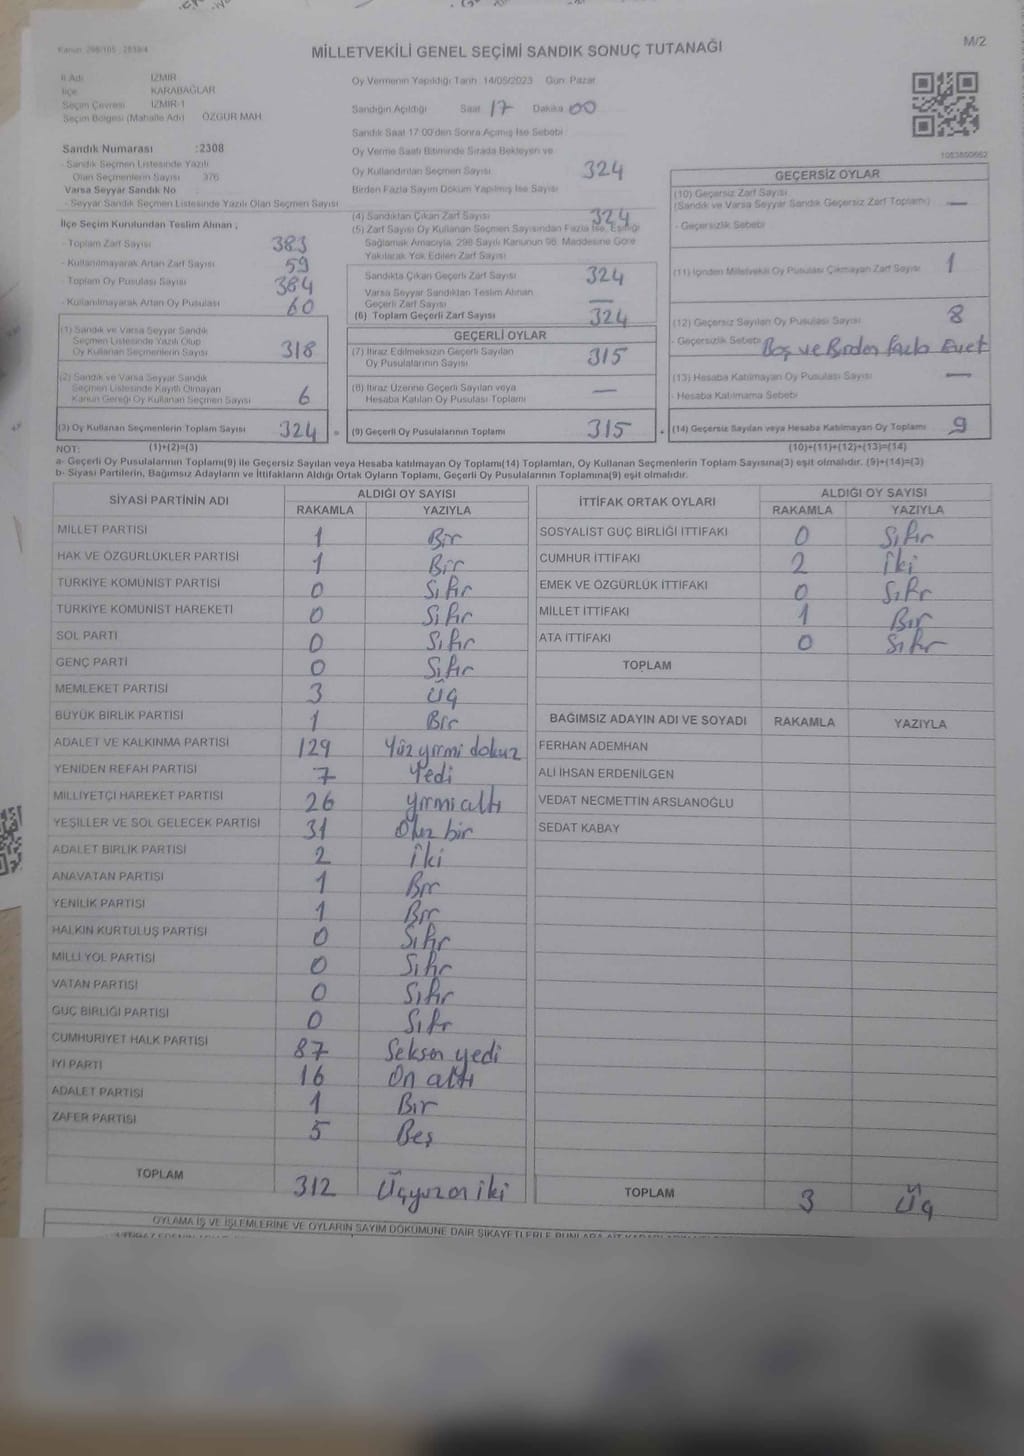 Kanun: 298/105 , 2839/4
MİLLETVEKİLİ GENEL SEÇİMİ SANDIK SONUÇ TUTANAĞI
M/2
İl Adı İZMİR
İlçe KARABAĞLAR
Seçim Çevresi İZMİR-1
Seçim Bölgesi (Mahalle Adı) ÖZGÜR MAH.
Sandık Numarası :2308
- Sandık Seçmen Listesinde Yazılı
Olan Seçmenlerin Sayısı 376
Varsa Seyyar Sandık No
- Seyyar Sandık Seçmen Listesinde Yazılı Olan Seçmen Sayısı
İlçe Seçim Kurulundan Teslim Alınan ;
- Toplam Zarf Sayısı 383
- Kullanılmayarak Artan Zarf Sayısı 59
- Toplam Oy Pusulası Sayısı 384
- Kullanılmayarak Artan Oy Pusulası 60
(1) Sandık ve Varsa Seyyar Sandık
Seçmen Listesinde Yazılı Olup
Oy Kullanan Seçmenlerin Sayısı 318
(2) Sandık ve Varsa Seyyar Sandık
Seçmen Listesinde Kayıtlı Olmayan
Kanun Gereği Oy Kullanan Seçmen Sayısı 6
(3) Oy Kullanan Seçmenlerin Toplam Sayısı 324 =
Oy Vermenin Yapıldığı Tarih 14/05/2023 Gün: Pazar
Sandığın Açıldığı Saat 17 Dakika 00
Sandık Saat 17:00'den Sonra Açılmış İse Sebebi
Oy Verme Saati Bitiminde Sırada Bekleyen ve
Oy Kullandırılan Seçmen Sayısı 324
Birden Fazla Sayım Döküm Yapılmış İse Sayısı
(4) Sandıktan Çıkan Zarf Sayısı 324
(5) Zarf Sayısı Oy Kullanan Seçmen Sayısından Fazla İse, Eşitliği
Sağlamak Amacıyla, 298 Sayılı Kanunun 98. Maddesine Göre
Yakılarak Yok Edilen Zarf Sayısı
Sandıkta Çıkan Geçerli Zarf Sayısı 324
Varsa Seyyar Sandıktan Teslim Alınan
Geçerli Zarf Sayısı —
(6) Toplam Geçerli Zarf Sayısı 324
GEÇERLİ OYLAR
(7) İtiraz Edilmeksizin Geçerli Sayılan
Oy Pusulalarının Sayısı 315
(8) İtiraz Üzerine Geçerli Sayılan veya
Hesaba Katılan Oy Pusulası Toplamı —
(9) Geçerli Oy Pusulalarının Toplamı 315 +
1083800662
GEÇERSİZ OYLAR
(10) Geçersiz Zarf Sayısı
(Sandık ve Varsa Seyyar Sandık Geçersiz Zarf Toplamı) —
- Geçersizlik Sebebi
(11) İçinden Milletvekili Oy Pusulası Çıkmayan Zarf Sayısı 1
(12) Geçersiz Sayılan Oy Pusulası Sayısı 8
- Geçersizlik Sebebi Boş ve Birden Fazla Evet
(13) Hesaba Katılmayan Oy Pusulası Sayısı —
- Hesaba Katılmama Sebebi
(14) Geçersiz Sayılan veya Hesaba Katılmayan Oy Toplamı 9
NOT: (1)+(2)=(3) (10)+(11)+(12)+(13)=(14)
a- Geçerli Oy Pusulalarının Toplamı(9) ile Geçersiz Sayılan veya Hesaba katılmayan Oy Toplamı(14) Toplamları, Oy Kullanan Seçmenlerin Toplam Sayısına(3) eşit olmalıdır. (9)+(14)=(3)
b- Siyasi Partilerin, Bağımsız Adayların ve İttifakların Aldığı Ortak Oyların Toplamı, Geçerli Oy Pusulalarının Toplamına(9) eşit olmalıdır.
SİYASİ PARTİNİN ADI ALDIĞI OY SAYISI
RAKAMLA YAZIYLA
MİLLET PARTİSİ 1 Bir
HAK VE ÖZGÜRLÜKLER PARTİSİ 1 Bir
TÜRKİYE KOMÜNİST PARTİSİ 0 Sıfır
TÜRKİYE KOMÜNİST HAREKETİ 0 Sıfır
SOL PARTİ 0 Sıfır
GENÇ PARTİ 0 Sıfır
MEMLEKET PARTİSİ 3 Üç
BÜYÜK BİRLİK PARTİSİ 1 Bir
ADALET VE KALKINMA PARTİSİ 129 Yüz yirmi dokuz
YENİDEN REFAH PARTİSİ 7 Yedi
MİLLİYETÇİ HAREKET PARTİSİ 26 yirmi altı
YEŞİLLER VE SOL GELECEK PARTİSİ 31 Otuz bir
ADALET BİRLİK PARTİSİ 2 İki
ANAVATAN PARTİSİ 1 Bir
YENİLİK PARTİSİ 1 Bir
HALKIN KURTULUŞ PARTİSİ 0 Sıfır
MİLLİ YOL PARTİSİ 0 Sıfır
VATAN PARTİSİ 0 Sıfır
GÜÇ BİRLİĞİ PARTİSİ 0 Sıfır
CUMHURİYET HALK PARTİSİ 87 Seksen yedi
İYİ PARTİ 16 On altı
ADALET PARTİSİ 1 Bir
ZAFER PARTİSİ 5 Beş
TOPLAM 312 Üçyüzon iki
İTTİFAK ORTAK OYLARI ALDIĞI OY SAYISI
RAKAMLA YAZIYLA
SOSYALİST GÜÇ BİRLİĞİ İTTİFAKI 0 Sıfır
CUMHUR İTTİFAKI 2 İki
EMEK VE ÖZGÜRLÜK İTTİFAKI 0 Sıfır
MİLLET İTTİFAKI 1 Bir
ATA İTTİFAKI 0 Sıfır
TOPLAM
BAĞIMSIZ ADAYIN ADI VE SOYADI RAKAMLA YAZIYLA
FERHAN ADEMHAN
ALİ İHSAN ERDENİLGEN
VEDAT NECMETTİN ARSLANOĞLU
SEDAT KABAY
TOPLAM 3 Üç
OYLAMA İŞ VE İŞLEMLERİNE VE OYLARIN SAYIM DÖKÜMÜNE DAİR ŞİKAYETLERLE BUNLARA AİT